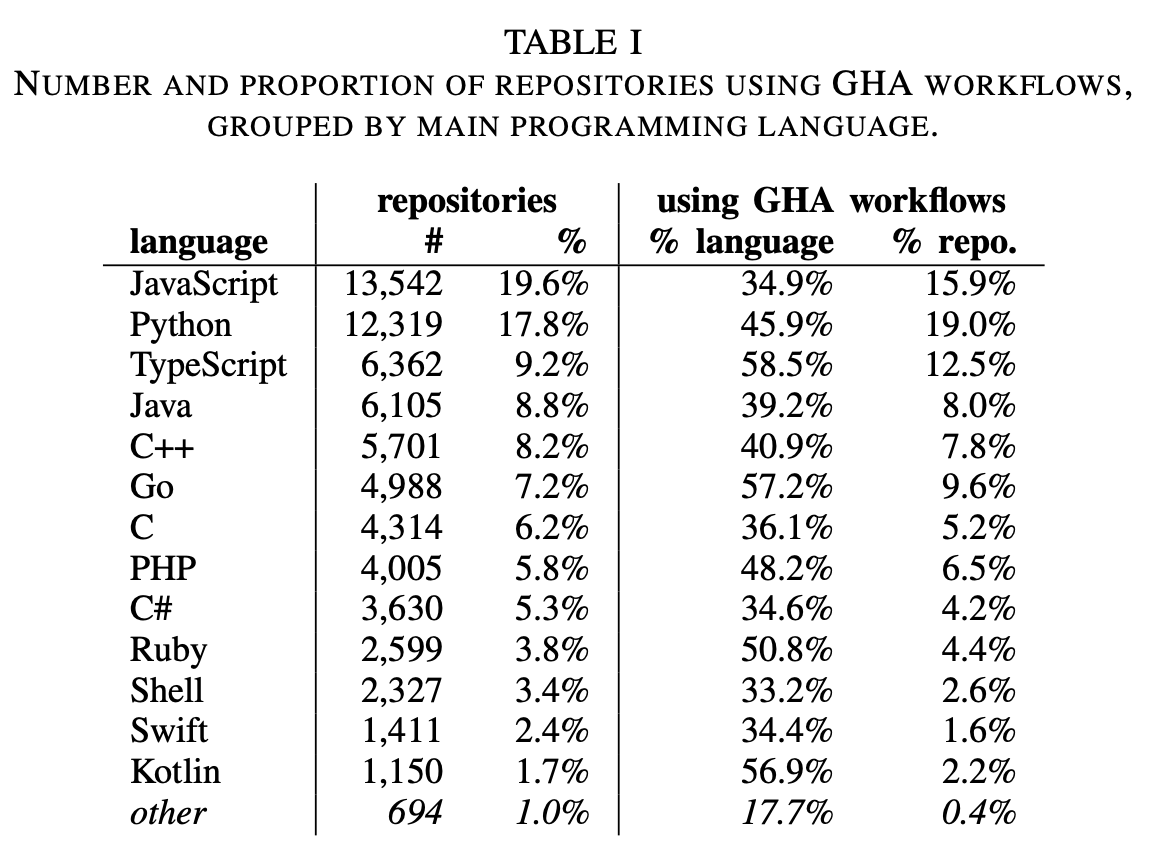 TABLE I
NUMBER AND PROPORTION OF REPOSITORIES USING GHA WORKFLOWS,
GROUPED BY MAIN PROGRAMMING LANGUAGE.
repositories using GHA workflows
language # % % language % repo.
JavaScript 13,542 19.6% 34.9% 15.9%
Python 12,319 17.8% 45.9% 19.0%
TypeScript 6,362 9.2% 58.5% 12.5%
Java 6,105 8.8% 39.2% 8.0%
C++ 5,701 8.2% 40.9% 7.8%
Go 4,988 7.2% 57.2% 9.6%
C 4,314 6.2% 36.1% 5.2%
PHP 4,005 5.8% 48.2% 6.5%
C# 3,630 5.3% 34.6% 4.2%
Ruby 2,599 3.8% 50.8% 4.4%
Shell 2,327 3.4% 33.2% 2.6%
Swift 1,411 2.4% 34.4% 1.6%
Kotlin 1,150 1.7% 56.9% 2.2%
other 694 1.0% 17.7% 0.4%